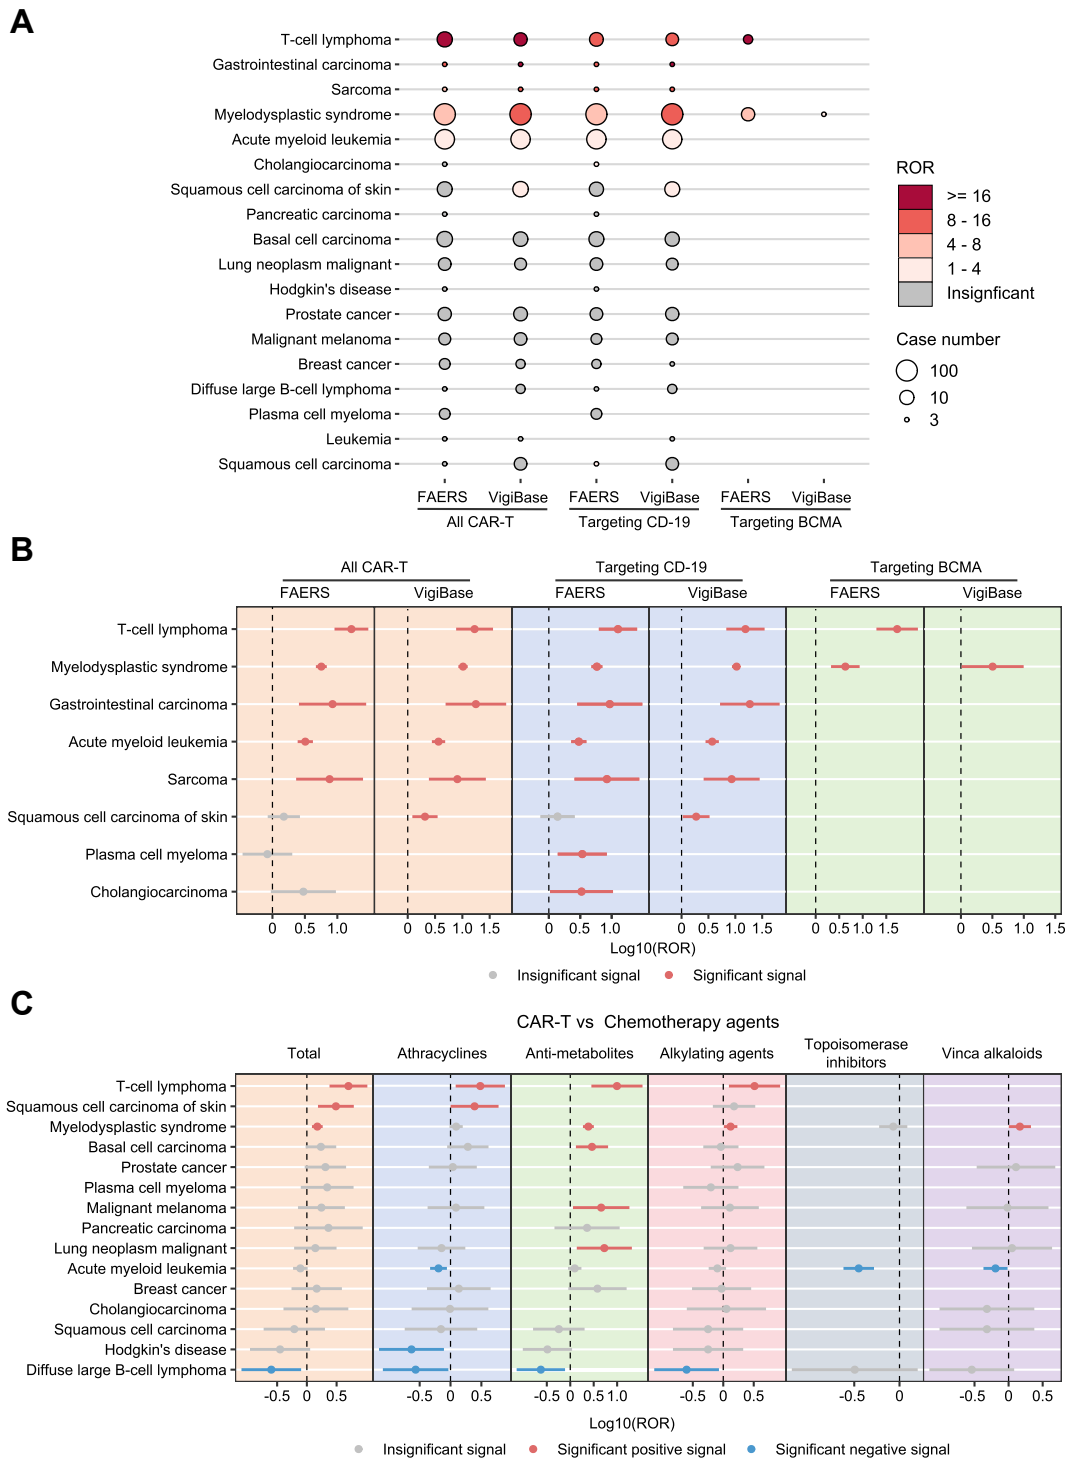 A
T-cell lymphoma
Gastrointestinal carcinoma
Sarcoma
Myelodysplastic syndrome
Acute myeloid leukemia
Cholangiocarcinoma
Squamous cell carcinoma of skin
Pancreatic carcinoma
Basal cell carcinoma
Lung neoplasm malignant
Hodgkin's disease
Prostate cancer
Malignant melanoma
Breast cancer
Diffuse large B-cell lymphoma
Plasma cell myeloma
Leukemia
Squamous cell carcinoma
FAERS VigiBase FAERS VigiBase FAERS VigiBase
All CAR-T Targeting CD-19 Targeting BCMA
ROR
>= 16
8 - 16
4 - 8
1 - 4
Insignficant
Case number
100
10
3
B
All CAR-T Targeting CD-19 Targeting BCMA
FAERS VigiBase FAERS VigiBase FAERS VigiBase
T-cell lymphoma
Myelodysplastic syndrome
Gastrointestinal carcinoma
Acute myeloid leukemia
Sarcoma
Squamous cell carcinoma of skin
Plasma cell myeloma
Cholangiocarcinoma
0 0.5 1.0 0 0.5 1.0 1.5 0 0.5 1.0 0 0.5 1.0 1.5 0 0.5 1.0 1.5 0 0.5 1.0 1.5
Log10(ROR)
Insignificant signal Significant signal
C
CAR-T vs Chemotherapy agents
Total Athracyclines Anti-metabolites Alkylating agents Topoisomerase inhibitors Vinca alkaloids
T-cell lymphoma
Squamous cell carcinoma of skin
Myelodysplastic syndrome
Basal cell carcinoma
Prostate cancer
Plasma cell myeloma
Malignant melanoma
Pancreatic carcinoma
Lung neoplasm malignant
Acute myeloid leukemia
Breast cancer
Cholangiocarcinoma
Squamous cell carcinoma
Hodgkin's disease
Diffuse large B-cell lymphoma
-0.5 0 0.5 -0.5 0 0.5 -0.5 0 0.5 1.0 -0.5 0 0.5 -0.5 0 -0.5 0 0.5
Log10(ROR)
Insignificant signal Significant positive signal Significant negative signal